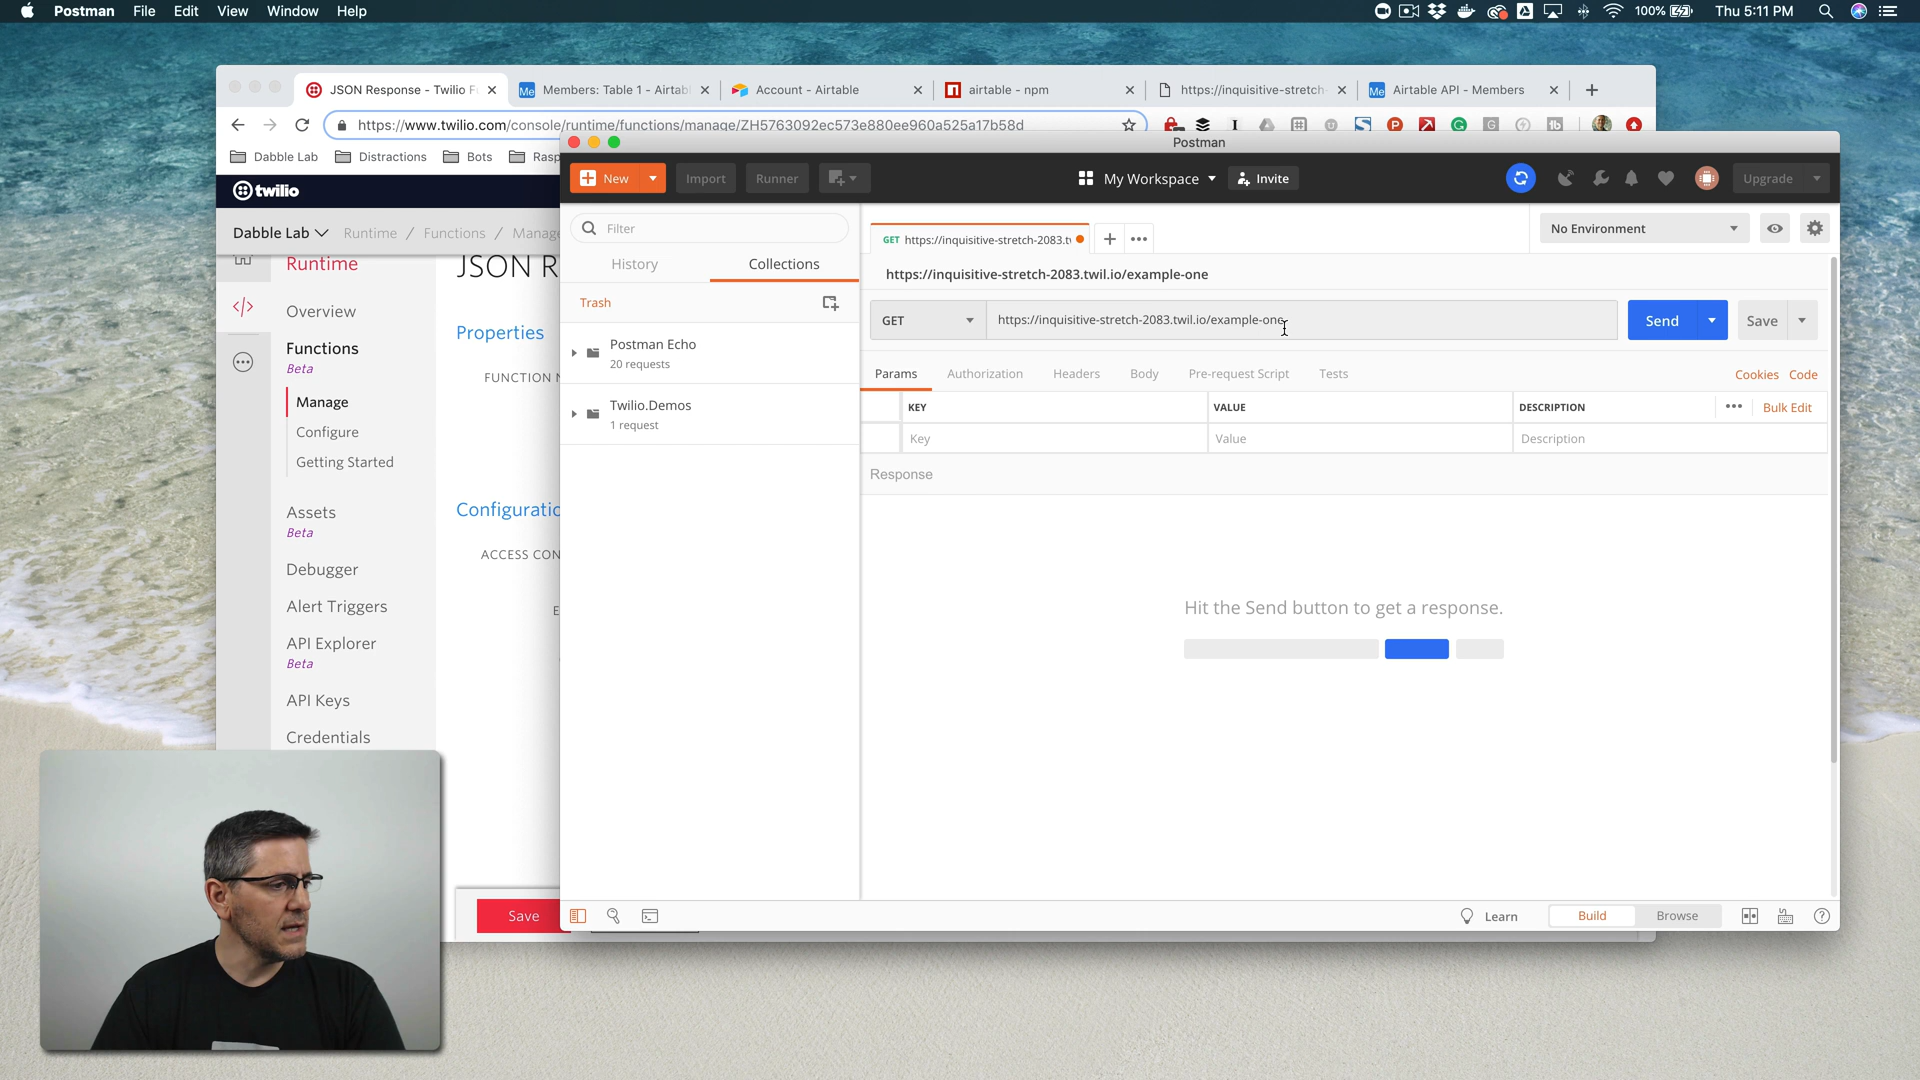 Postman File Edit View Window Help
100% Thu 5:11 PM
JSON Response - Twilio F
Members: Table 1 - Airtabl
Account - Airtable
airtable - npm
https://inquisitive-stretch-
Airtable API - Members
https://www.twilio.com/console/runtime/functions/manage/ZH5763092ec573e880ee960a525a17b58d
Dabble Lab Distractions Bots Rasp
twilio
Dabble Lab Runtime / Functions / Manage
Runtime
Overview
Functions
Beta
Manage
Configure
Getting Started
Assets
Beta
Debugger
Alert Triggers
API Explorer
Beta
API Keys
Credentials
JSON R
Properties
FUNCTION N
Configuratio
ACCESS CON
E
Save
Postman
New Import Runner
My Workspace Invite
Upgrade
Filter
History Collections
Trash
Postman Echo
20 requests
Twilio.Demos
1 request
GET https://inquisitive-stretch-2083.tw
No Environment
https://inquisitive-stretch-2083.twil.io/example-one
GET https://inquisitive-stretch-2083.twil.io/example-one
Send Save
Params Authorization Headers Body Pre-request Script Tests
Cookies Code
KEY VALUE DESCRIPTION
Bulk Edit
Key Value Description
Response
Hit the Send button to get a response.
Learn Build Browse